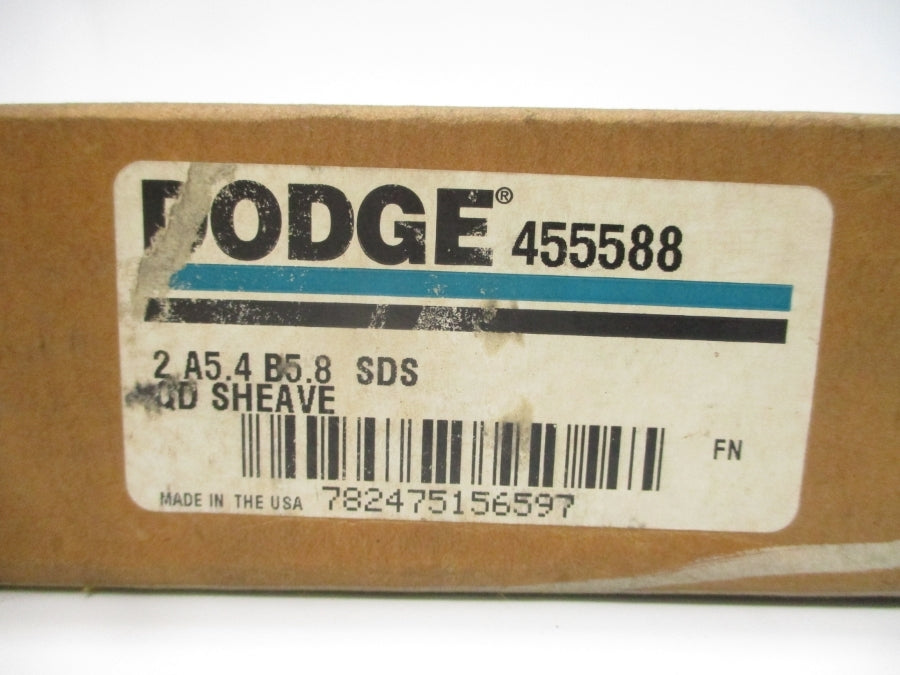 DODGE® 455588
2 A5.4 B5.8 SDS
QD SHEAVE
FN
MADE IN THE USA 782475156597